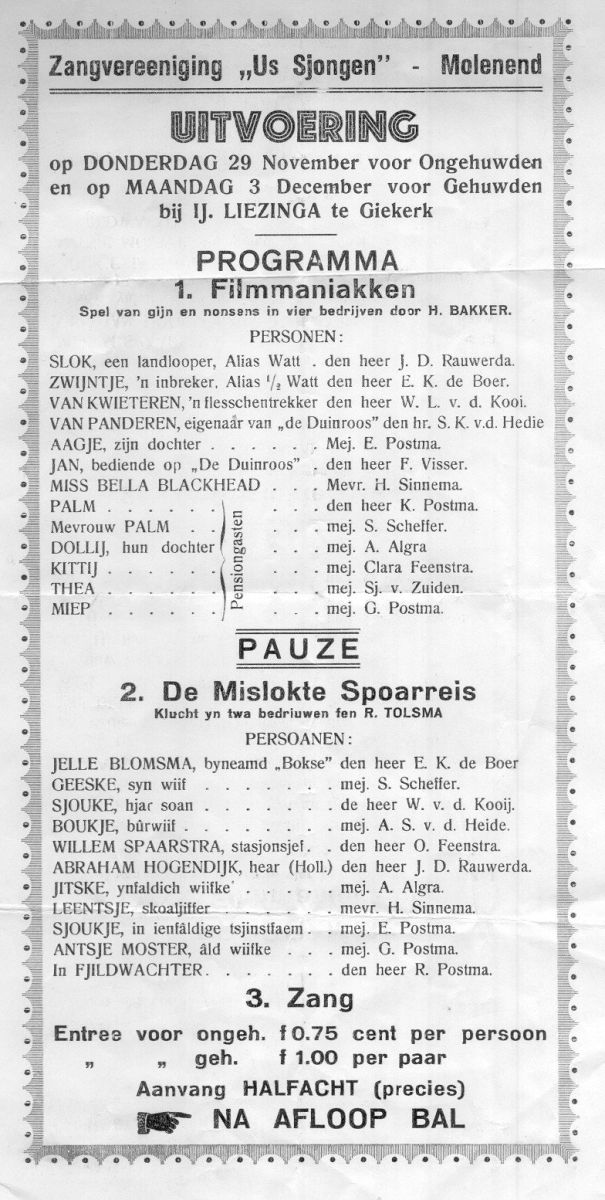 Zangvereeniging „Us Sjongen” - Molenend
UITVOERING
op DONDERDAG 29 November voor Ongehuwden
en op MAANDAG 3 December voor Gehuwden
bij IJ. LIEZINGA te Giekerk
PROGRAMMA
1. Filmmaniakken
Spel van gijn en nonsens in vier bedrijven door H. BAKKER.
PERSONEN:
SLOK, een landlooper, Alias Watt . den heer J. D. Rauwerda.
ZWIJNTJE, 'n inbreker, Alias 1/2 Watt den heer E. K. de Boer.
VAN KWIETEREN, 'n flesschentrekker den heer W. L. v. d. Kooi.
VAN PANDEREN, eigenaar van „de Duinroos” den hr. S. K. v.d. Hedie
AAGJE, zijn dochter . . . . . . Mej. E. Postma.
JAN, bediende op „De Duinroos” . den heer F. Visser.
MISS BELLA BLACKHEAD . . . Mevr. H. Sinnema.
PALM . . . . . . . . . den heer K. Postma.
Mevrouw PALM . . . . . mej. S. Scheffer.
DOLLIJ, hun dochter . . . mej. A. Algra
KITTIJ . . . . . . . . . mej. Clara Feenstra.
THEA . . . . . . . . . mej. Sj. v. Zuiden.
MIEP . . . . . . . . . mej. G. Postma.
Pensiongasten
PAUZE
2. De Mislokte Spoarreis
Klucht yn twa bedriuwen fen R. TOLSMA
PERSOANEN:
JELLE BLOMSMA, byneamd „Bokse” den heer E. K. de Boer
GEESKE, syn wiif . . . . . . . mej. S. Scheffer.
SJOUKE, hjar soan . . . . . . . de heer W. v. d. Kooij.
BOUKJE, bûrwiif . . . . . . . . mej. A. S. v. d. Heide.
WILLEM SPAARSTRA, stasjonsjef. . den heer O. Feenstra.
ABRAHAM HOGENDIJK, hear (Holl.) den heer J. D. Rauwerda.
JITSKE, ynfaldich wiifke . . . . . mej. A. Algra.
LEENTSJE, skoaljiffer . . . . . . mevr. H. Sinnema.
SJOUKJE, in ienfâldige tsjinstfaem . . mej. E. Postma.
ANTSJE MOSTER, âld wiifke . . . mej. G. Postma.
In FJILDWACHTER. . . . . . . den heer R. Postma.
3. Zang
Entree voor ongeh. f 0.75 cent per persoon
„ „ geh. f 1.00 per paar
Aanvang HALFACHT (precies)
NA AFLOOP BAL